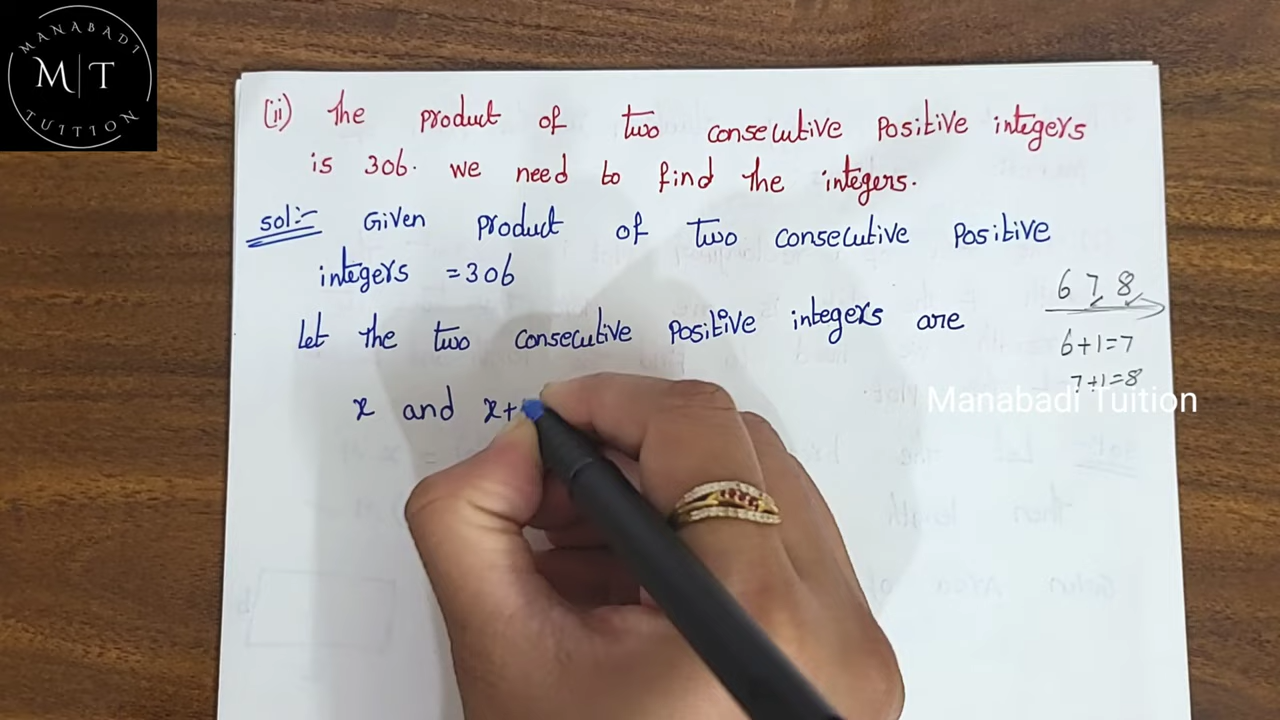 MANABADI
M|T
TUITION
(ii) The product of two consecutive positive integers
is 306. we need to find the integers.
Sol:- Given product of two consecutive positive
integers = 306
Let the two consecutive positive integers are
x and x+
6 7 8
6+1=7
7+1=8
Manabadi Tuition